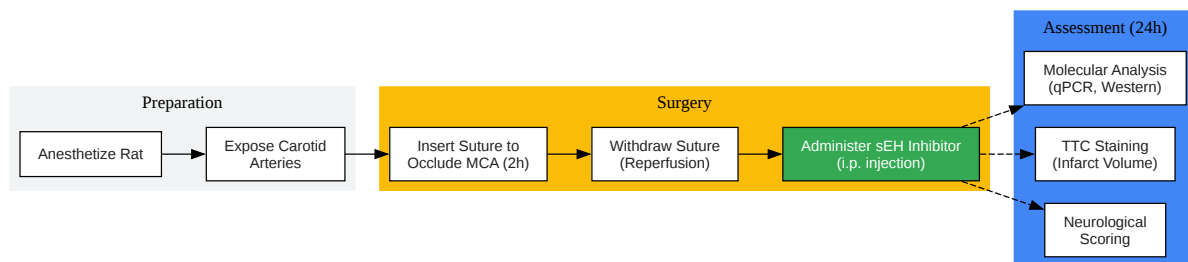 Preparation
Anesthetize Rat
Expose Carotid
Arteries
Surgery
Insert Suture to
Occlude MCA (2h)
Withdraw Suture
(Reperfusion)
Administer sEH Inhibitor
(i.p. injection)
Assessment (24h)
Molecular Analysis
(qPCR, Western)
TTC Staining
(Infarct Volume)
Neurological
Scoring